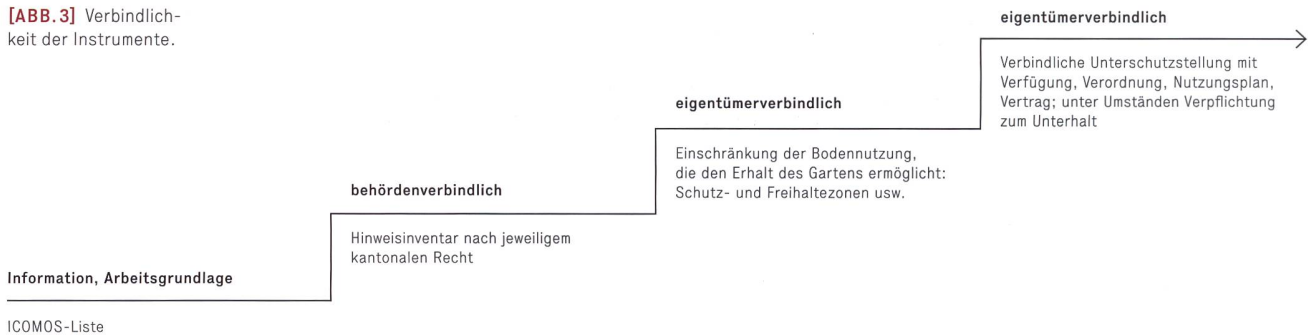 [ABB.3] Verbindlich-
keit der Instrumente.
Information, Arbeitsgrundlage
ICOMOS-Liste
behördenverbindlich
Hinweisinventar nach jeweiligem
kantonalen Recht
eigentümerverbindlich
Einschränkung der Bodennutzung,
die den Erhalt des Gartens ermöglicht:
Schutz- und Freihaltezonen usw.
eigentümerverbindlich
Verbindliche Unterschutzstellung mit
Verfügung, Verordnung, Nutzungsplan,
Vertrag; unter Umständen Verpflichtung
zum Unterhalt